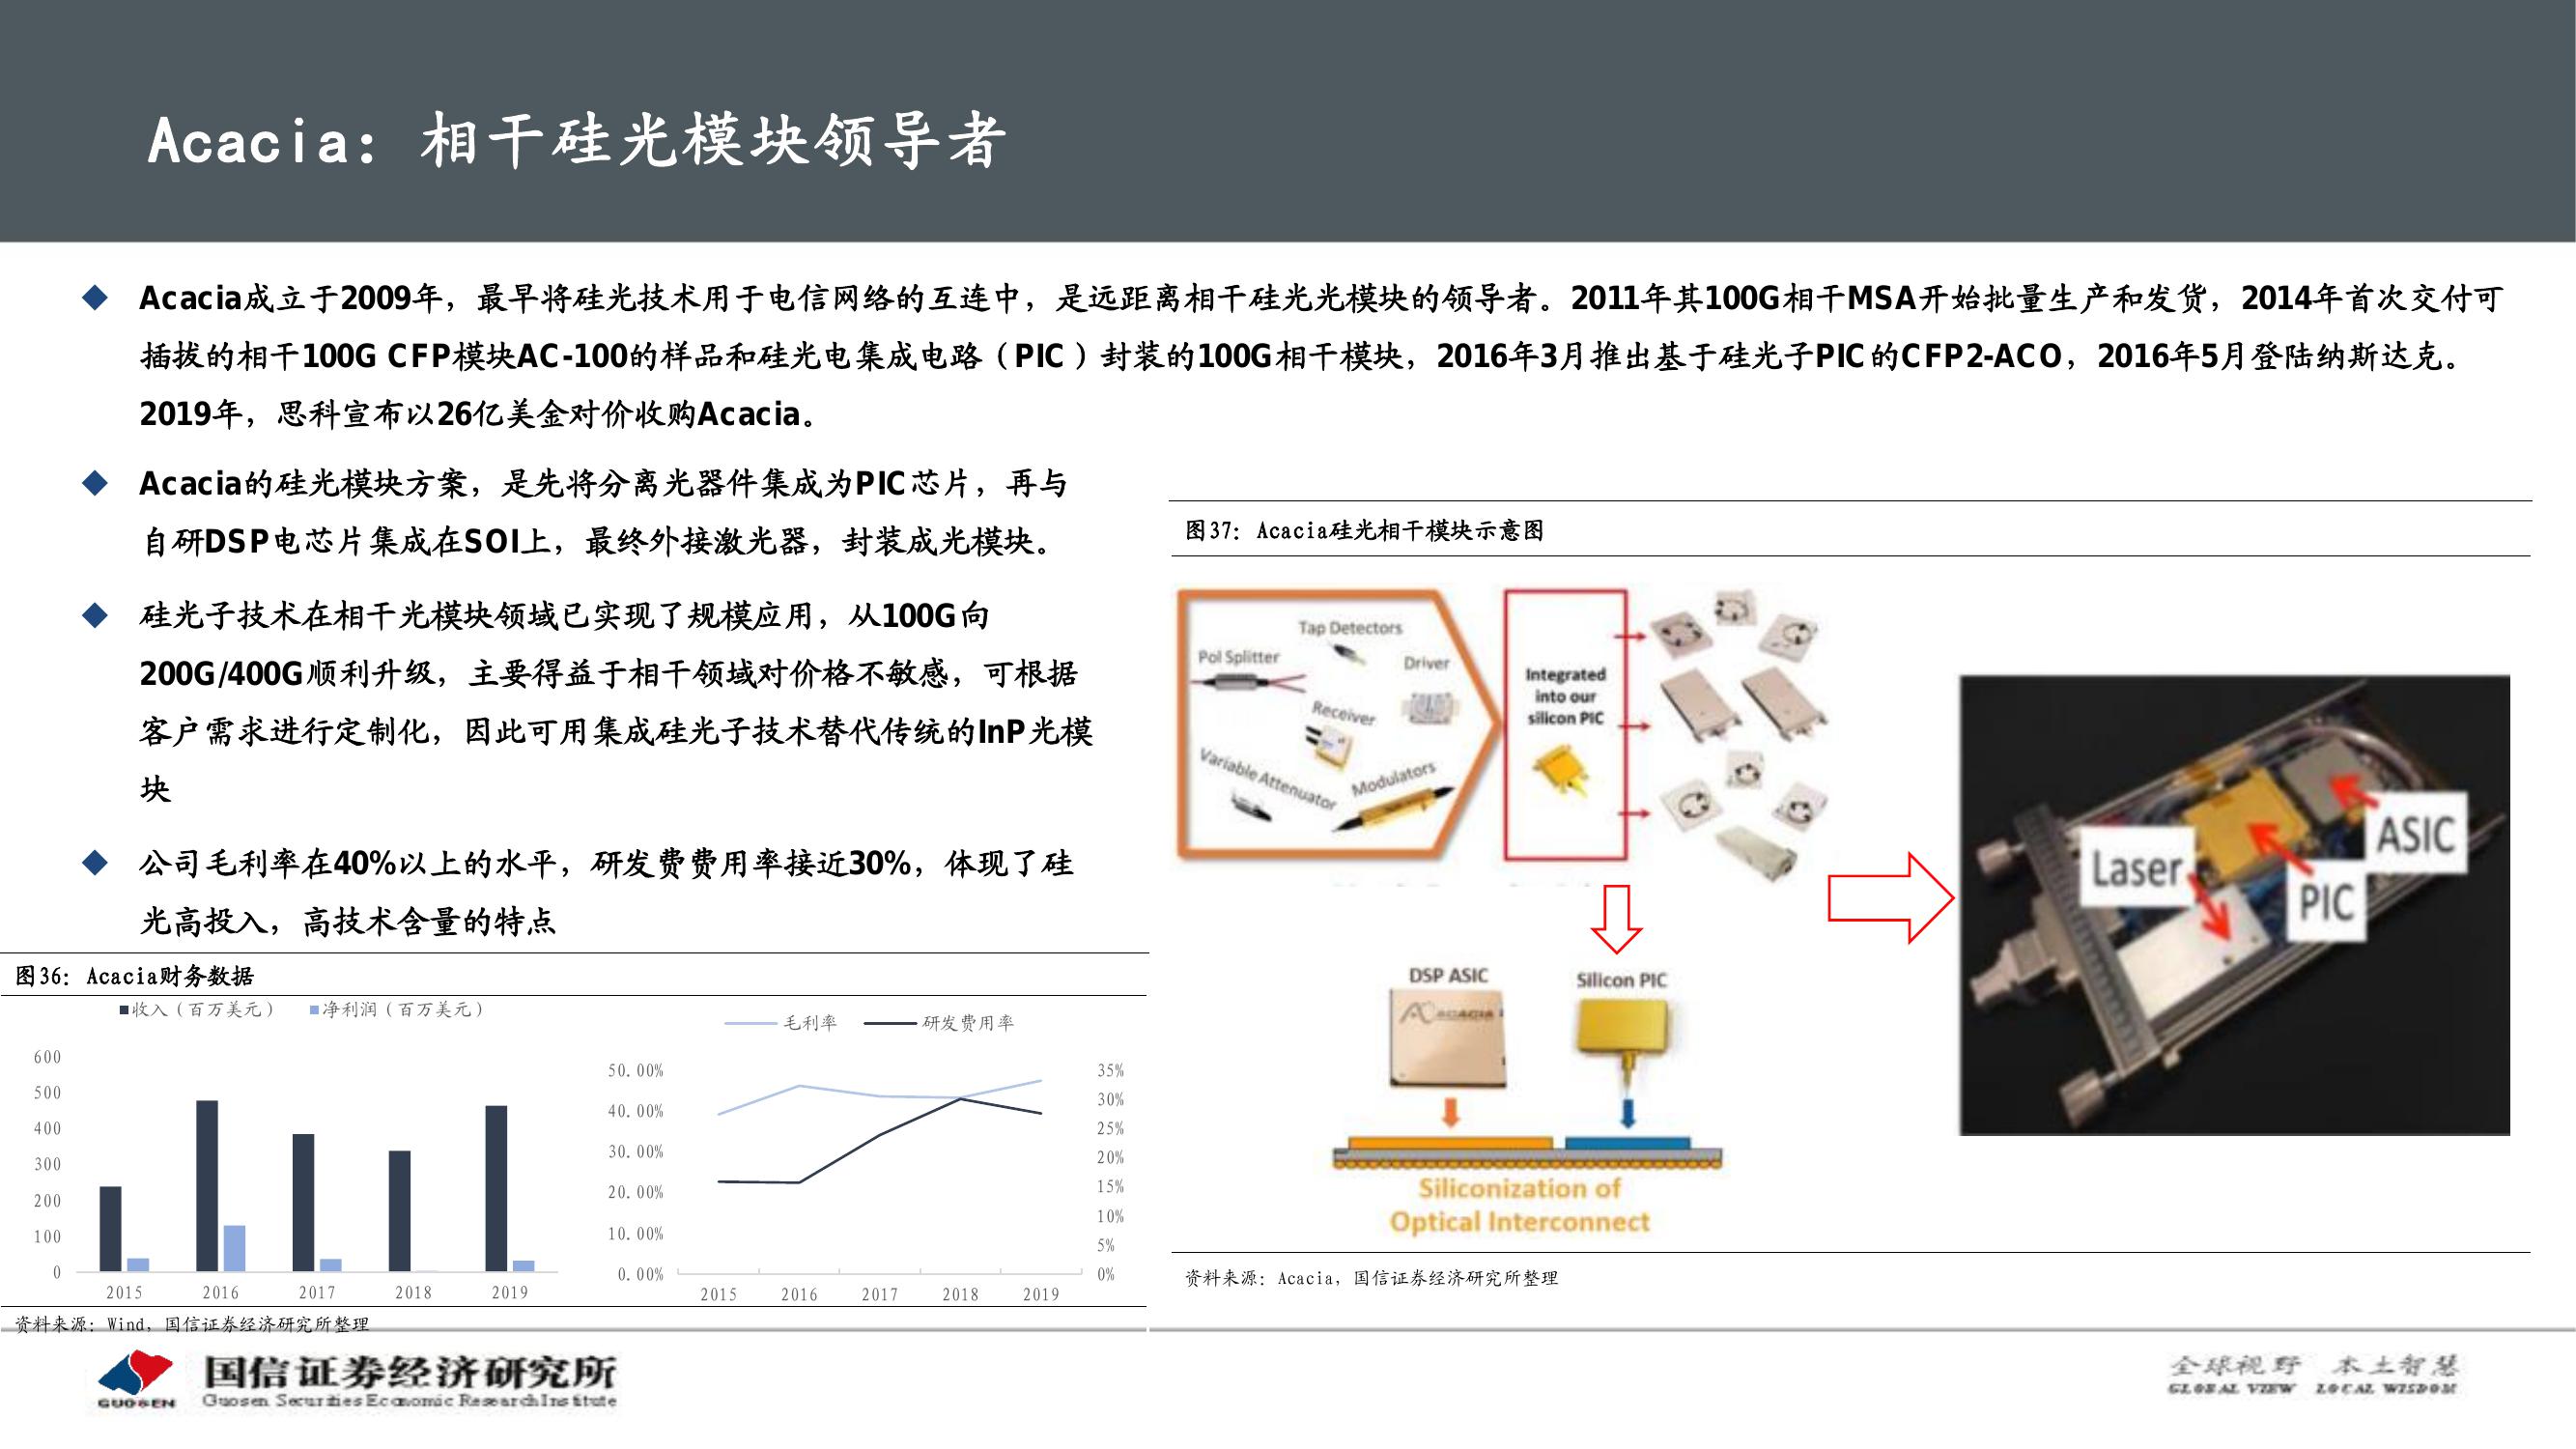 Acacia：相干硅光模块领导者
Acacia成立于2009年，最早将硅光技术用于电信网络的互连中，是远距离相干硅光光模块的领导者。2011年其100G相干MSA开始批量生产和发货，2014年首次交付可
插拔的相干100G CFP模块AC-100的样品和硅光电集成电路（PIC）封装的100G相干模块，2016年3月推出基于硅光子PIC的CFP2-ACO，2016年5月登陆纳斯达克。
2019年，思科宣布以26亿美金对价收购Acacia。
Acacia的硅光模块方案，是先将分离光器件集成为PIC芯片，再与
自研DSP电芯片集成在SOI上，最终外接激光器，封装成光模块。
硅光子技术在相干光模块领域已实现了规模应用，从100G向
200G/400G顺利升级，主要得益于相干领域对价格不敏感，可根据
客户需求进行定制化，因此可用集成硅光子技术替代传统的InP光模
块
公司毛利率在40%以上的水平，研发费费用率接近30%，体现了硅
光高投入，高技术含量的特点
图36：Acacia财务数据
收入（百万美元） 净利润（百万美元）
600
500
400
300
200
100
0
2015 2016 2017 2018 2019
毛利率 研发费用率
50.00%
40.00%
30.00%
20.00%
10.00%
0.00%
35%
30%
25%
20%
15%
10%
5%
0%
2015 2016 2017 2018 2019
资料来源：Wind，国信证券经济研究所整理
图37：Acacia硅光相干模块示意图
Tap Detectors
Pol Splitter
Driver
Receiver
Variable Attenuator
Modulators
Integrated
into our
silicon PIC
DSP ASIC
Silicon PIC
ACACIA
Siliconization of
Optical Interconnect
Laser
PIC
ASIC
资料来源：Acacia，国信证券经济研究所整理
GUOSEN
国信证券经济研究所
Guosen Securities Economic Research Institute
全球视野 本土智慧
GLOBAL VIEW LOCAL WISDOM